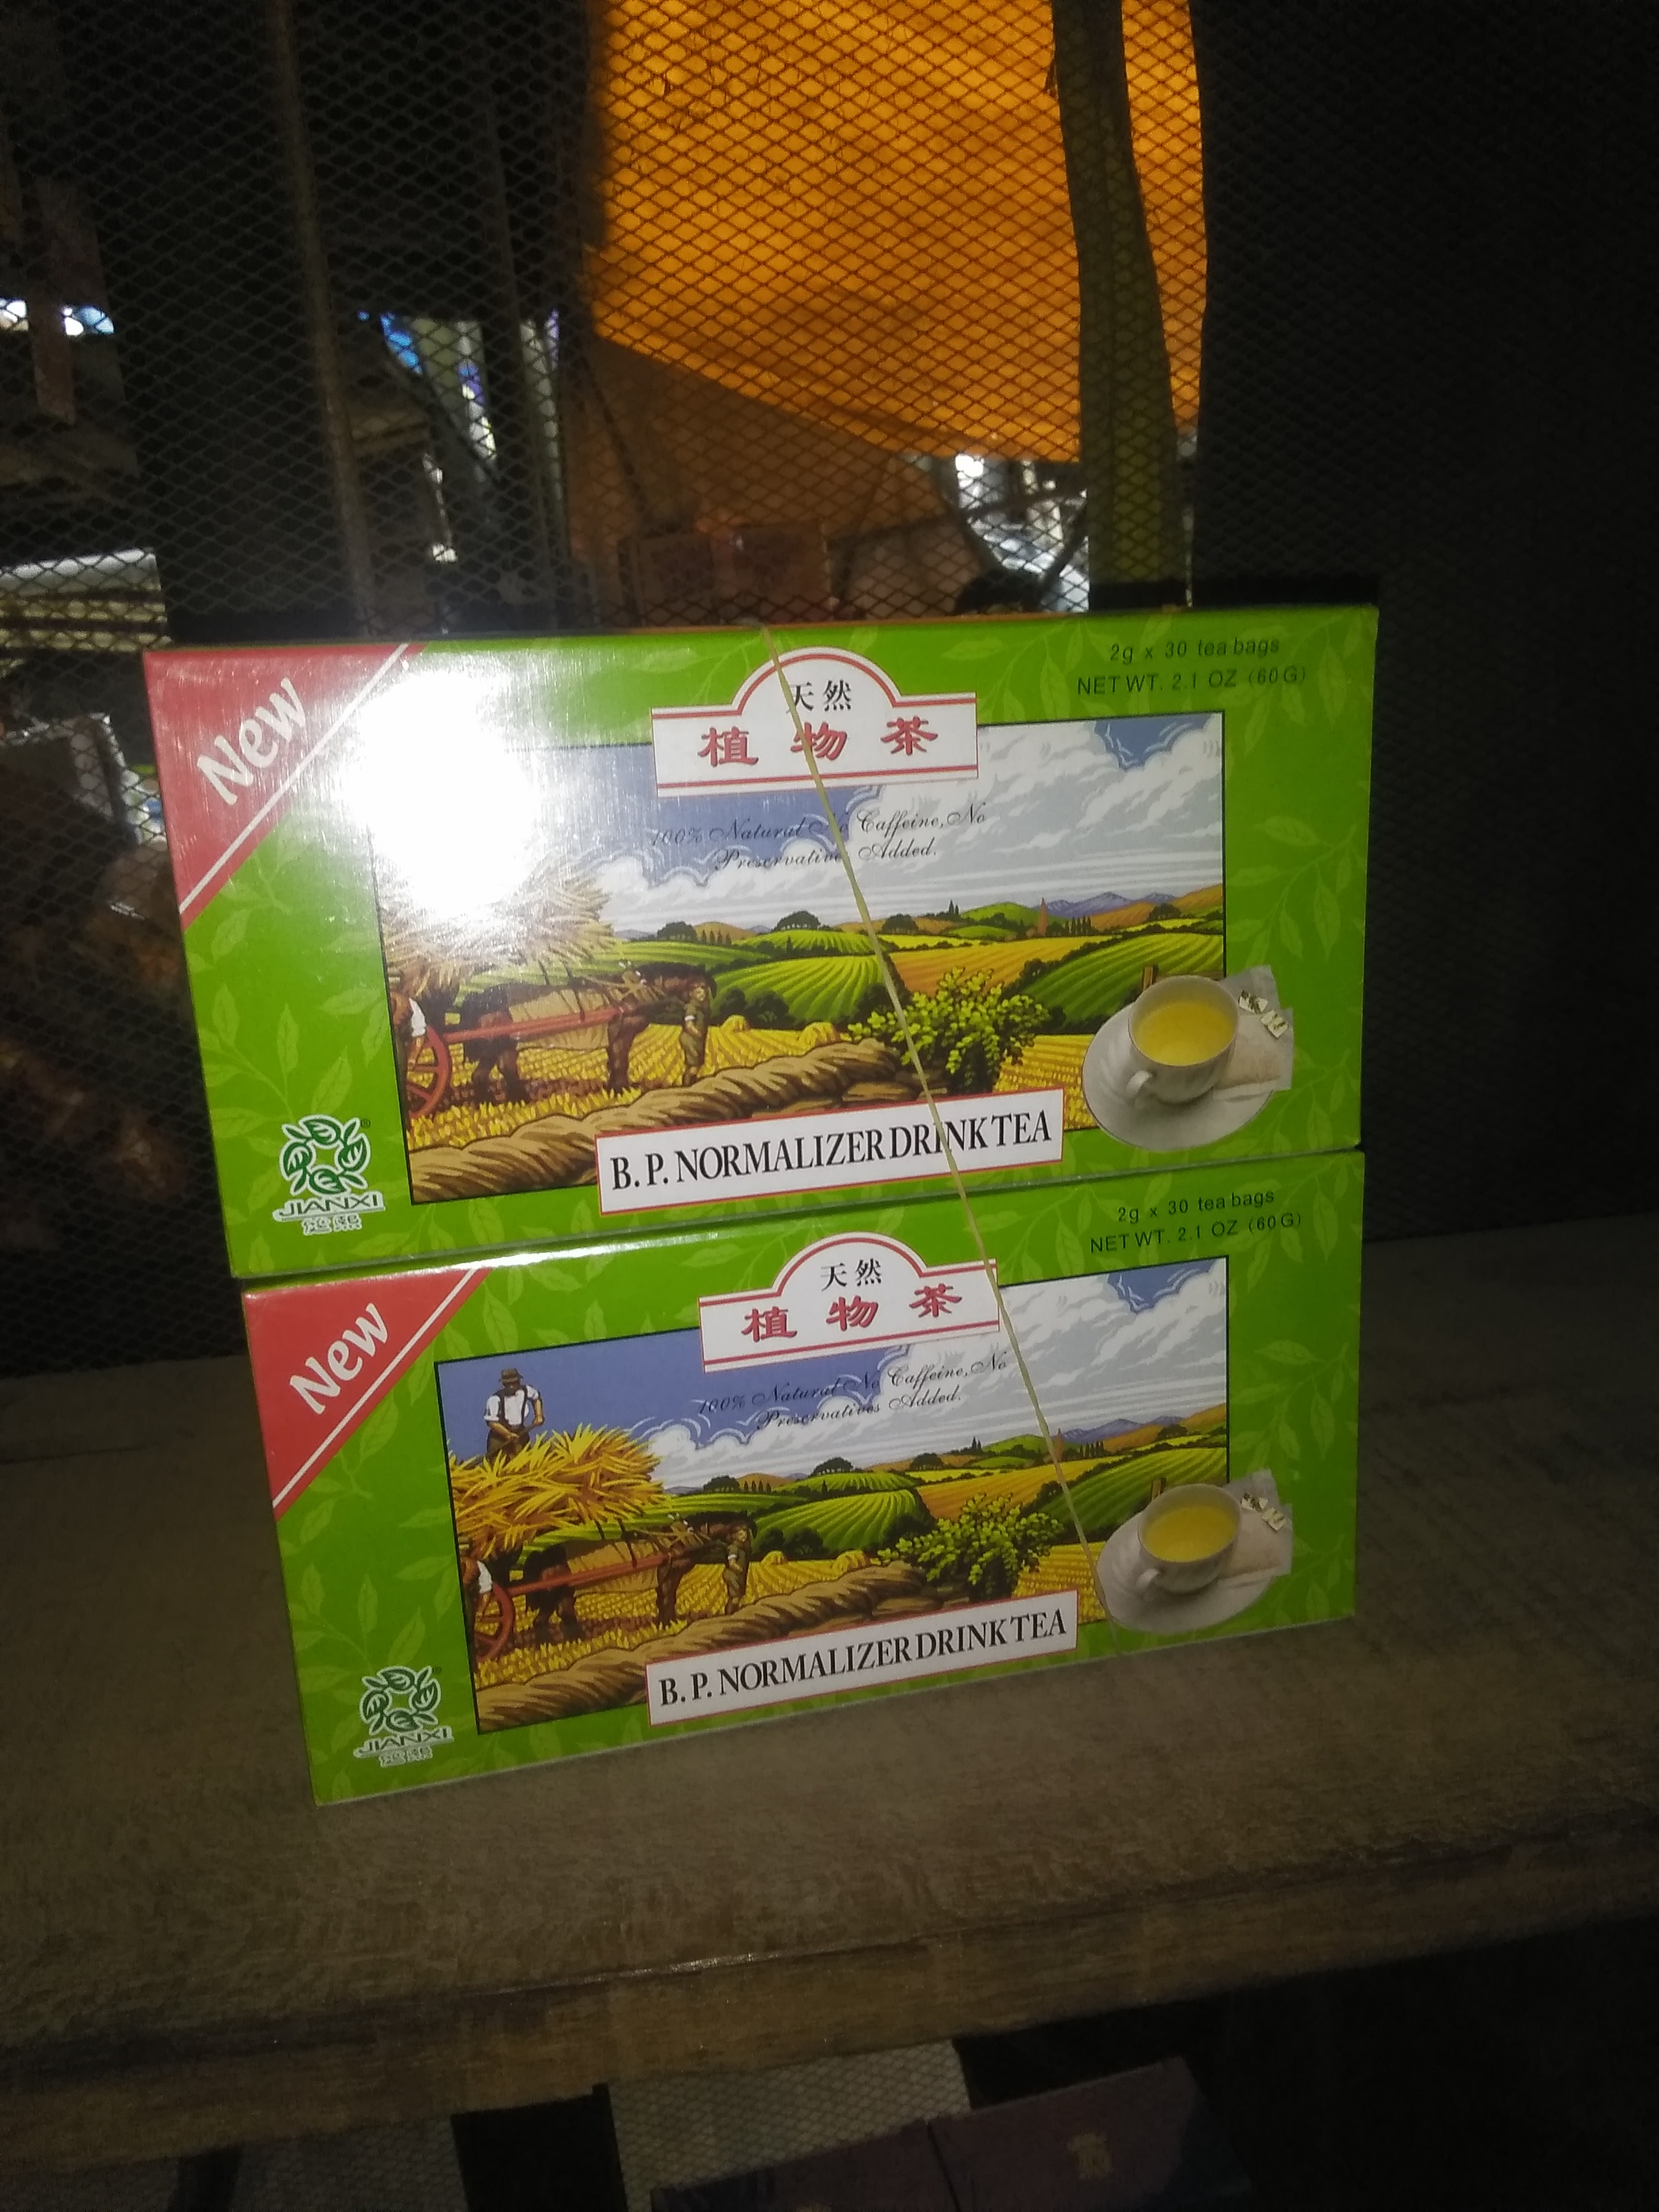 New
天然
植物茶
2g x 30 tea bags
NET WT. 2.1 OZ (60G)
100% Natural No Caffeine, No
Preservatives Added.
B. P. NORMALIZER DRINK TEA
®
JIANXI
New
天然
植物茶
2g x 30 tea bags
NET WT. 2.1 OZ (60G)
100% Natural No Caffeine, No
Preservatives Added.
B. P. NORMALIZER DRINK TEA
®
JIANXI